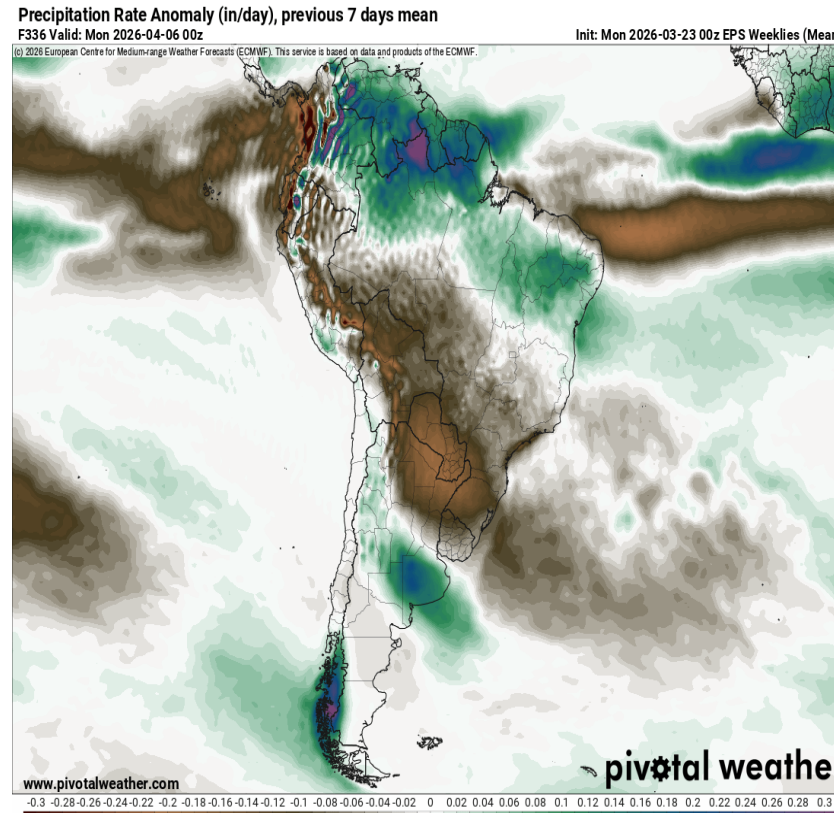 Precipitation Rate Anomaly (in/day), previous 7 days mean
F336 Valid: Mon 2026-04-06 00z Init: Mon 2026-03-23 00z EPS Weeklies (Mear
(c) 2026 European Centre for Medium-range Weather Forecasts (ECMWF). This service is based on data and products of the ECMWF.
www.pivotalweather.com
pivotal weathe
-0.3 -0.28 -0.26 -0.24 -0.22 -0.2 -0.18 -0.16 -0.14 -0.12 -0.1 -0.08 -0.06 -0.04 -0.02 0 0.02 0.04 0.06 0.08 0.1 0.12 0.14 0.16 0.18 0.2 0.22 0.24 0.26 0.28 0.3